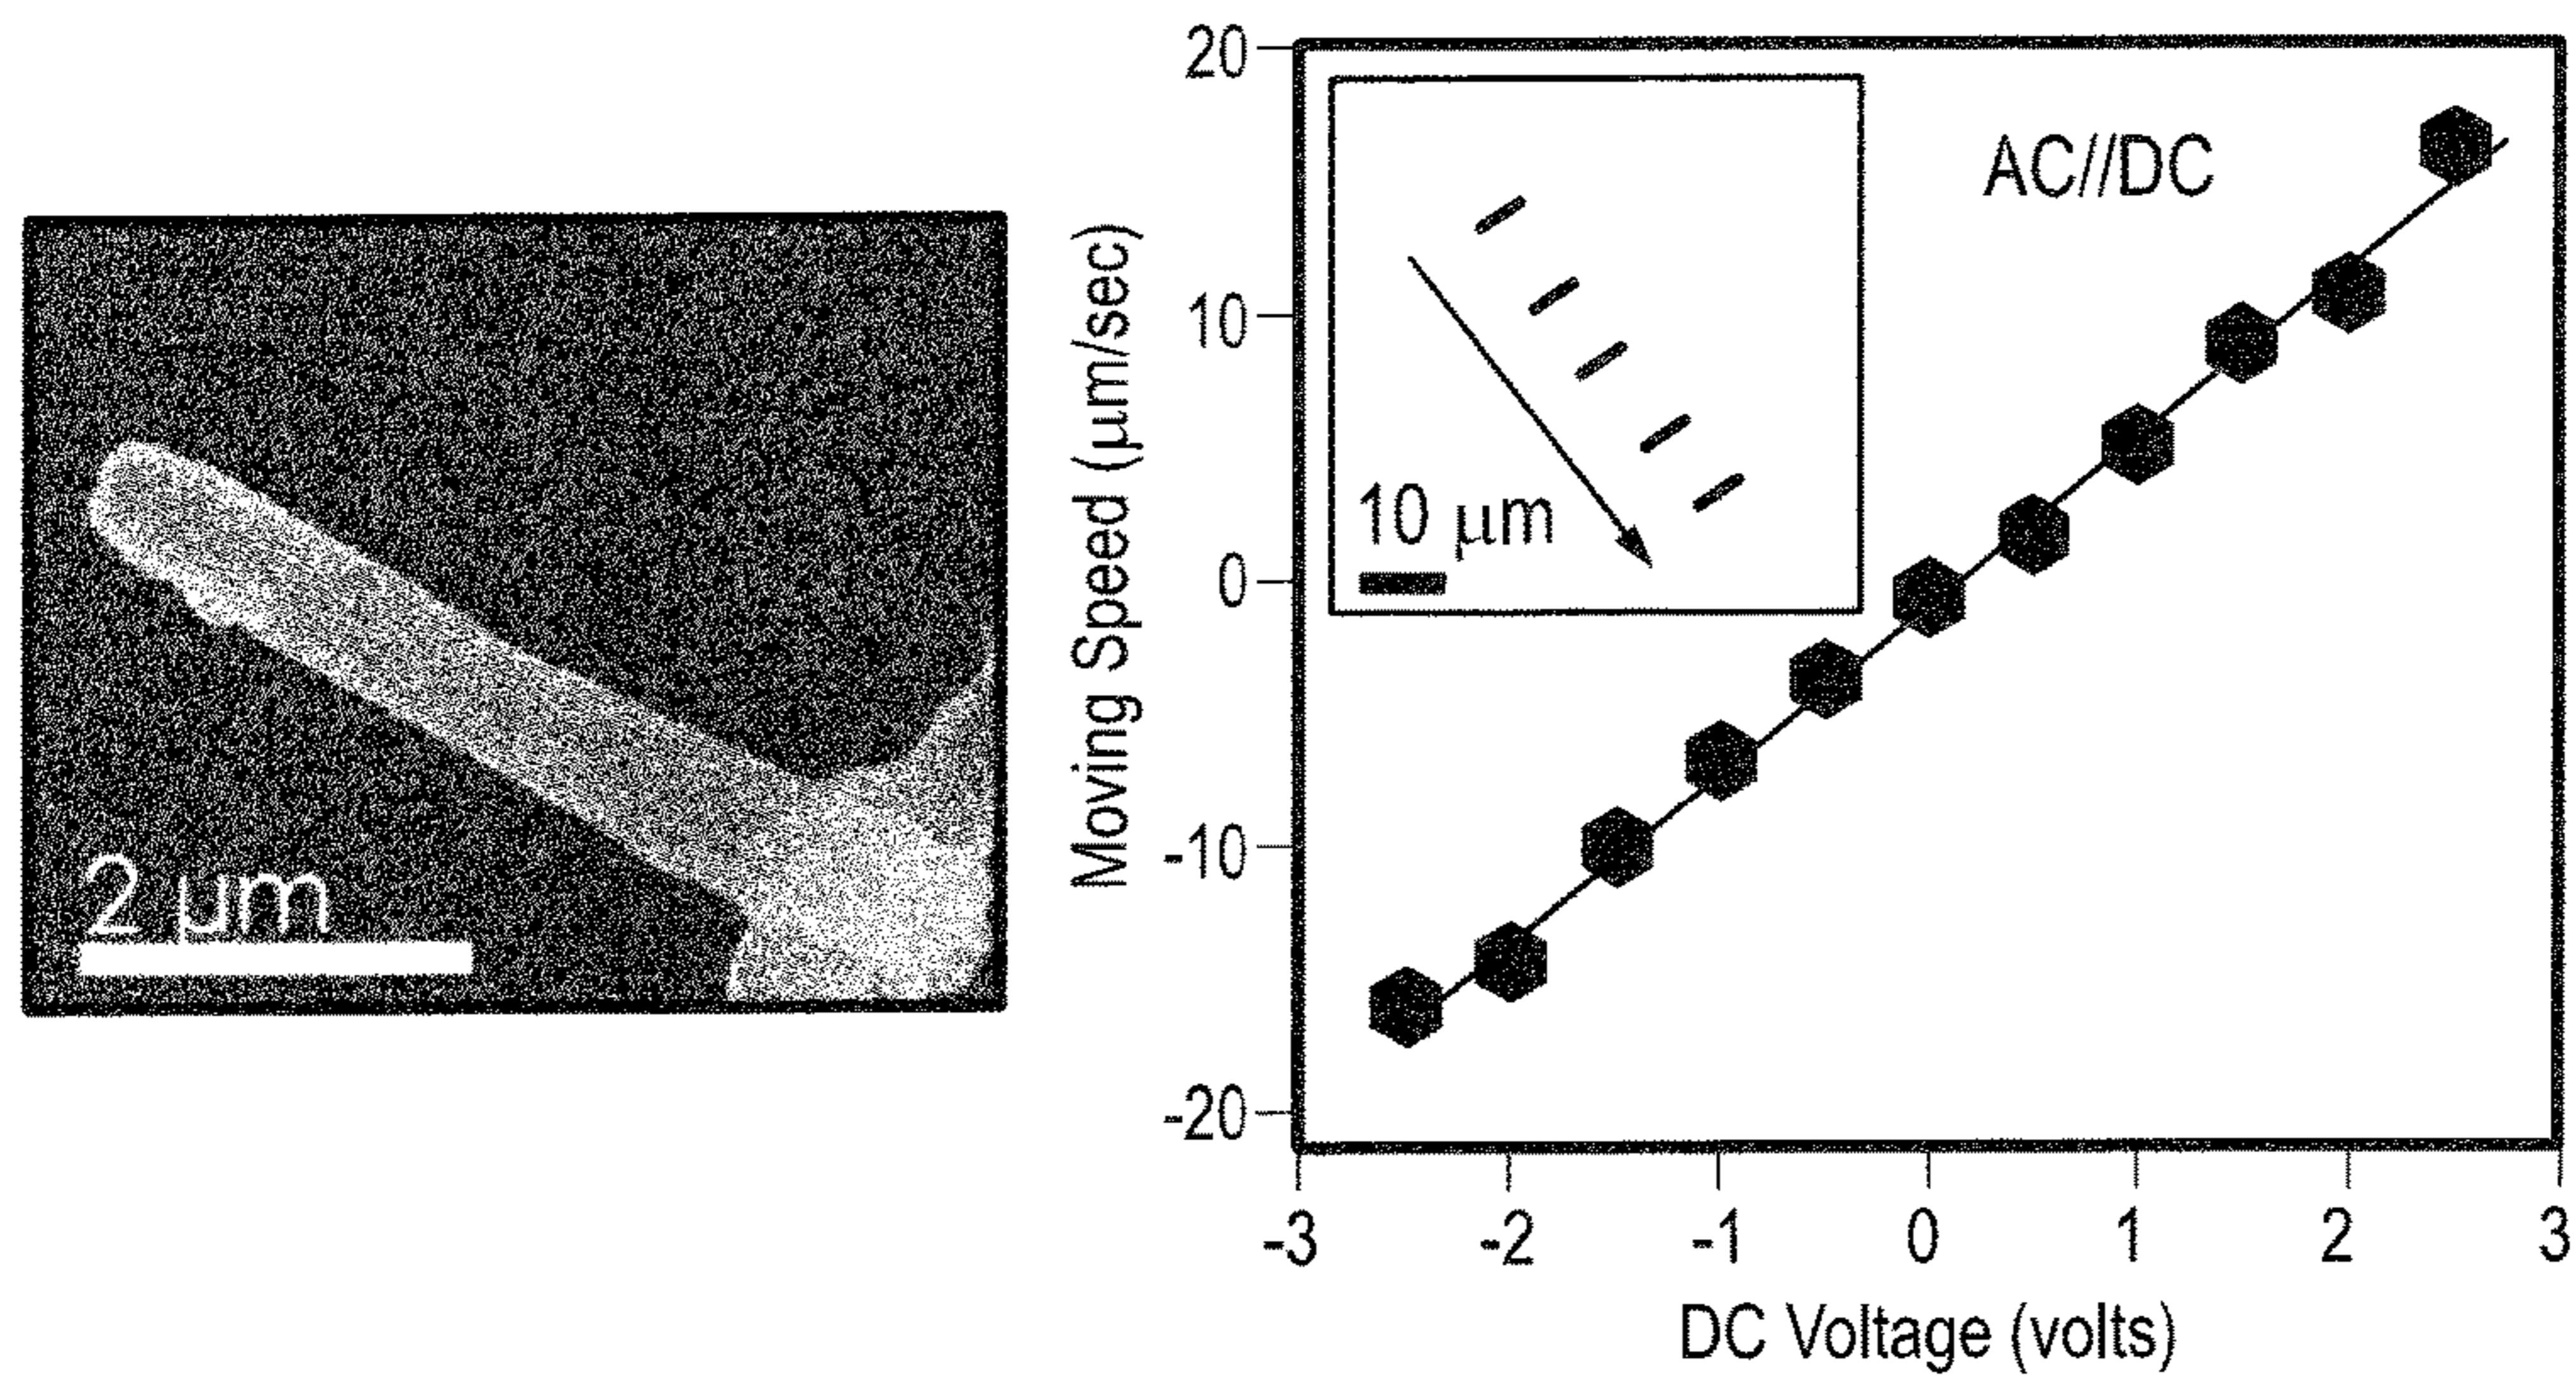 2 μm
Moving Speed (μm/sec)
20
10
0
-10
-20
AC//DC
10 μm
-3
-2
-1
0
1
2
3
DC Voltage (volts)